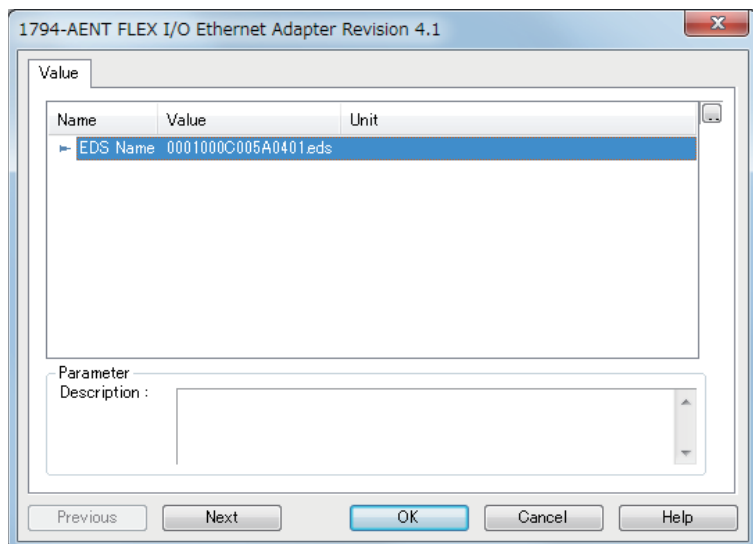 1794-AENT FLEX I/O Ethernet Adapter Revision 4.1
Value
Name Value Unit
EDS Name 0001000C005A0401.eds
Parameter
Description :
Previous Next OK Cancel Help